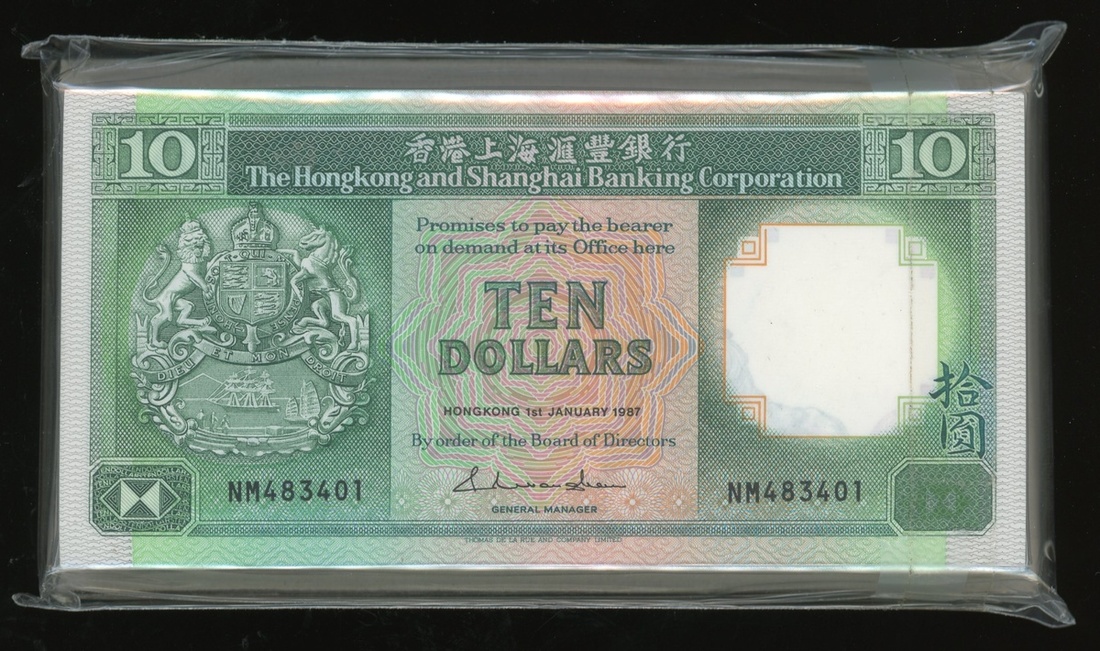 10
香港上海滙豐銀行
10
The Hongkong and Shanghai Banking Corporation
Promises to pay the bearer
on demand at its Office here
TEN
DOLLARS
HONGKONG 1st JANUARY 1987
By order of the Board of Directors
GENERAL MANAGER
THOMAS DE LA RUE AND COMPANY LIMITED
DIEU ET MON DROIT
拾圓
NM483401
NM483401